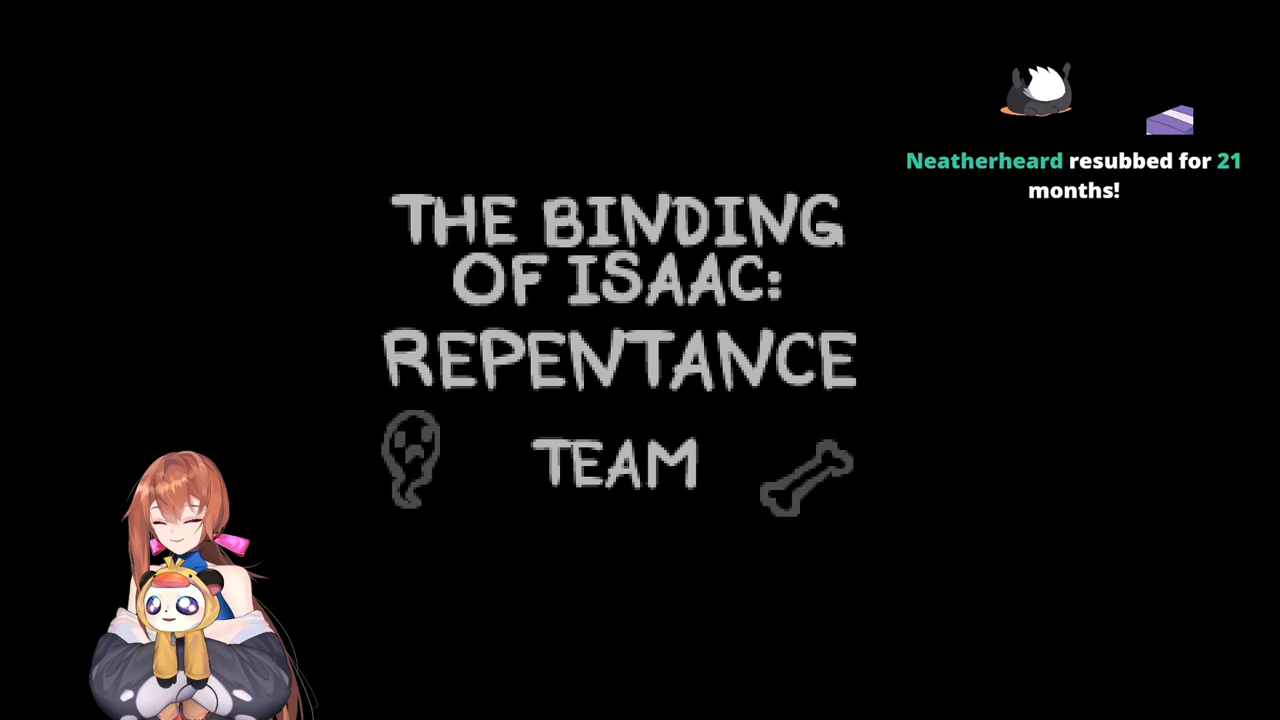 Neatherheard resubbed for 21
months!
THE BINDING
OF ISAAC:
REPENTANCE
TEAM